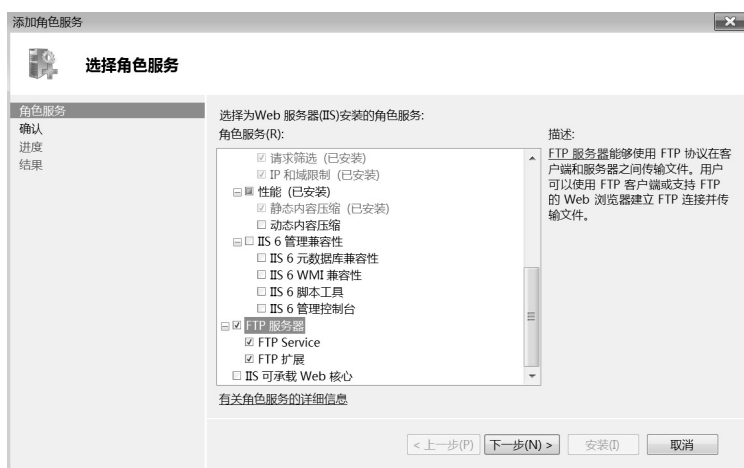 添加角色服务
选择角色服务
角色服务
确认
进度
结果
选择为Web 服务器(IIS)安装的角色服务:
角色服务(R):
请求筛选 (已安装)
IP 和域限制 (已安装)
性能 (已安装)
静态内容压缩 (已安装)
动态内容压缩
IIS 6 管理兼容性
IIS 6 元数据库兼容性
IIS 6 WMI 兼容性
IIS 6 脚本工具
IIS 6 管理控制台
FTP 服务器
FTP Service
FTP 扩展
IIS 可承载 Web 核心
有关角色服务的详细信息
描述:
FTP 服务器能够使用 FTP 协议在客
户端和服务器之间传输文件。用户
可以使用 FTP 客户端或支持 FTP
的 Web 浏览器建立 FTP 连接并传
输文件。
< 上一步(P) 下一步(N) > 安装(I) 取消